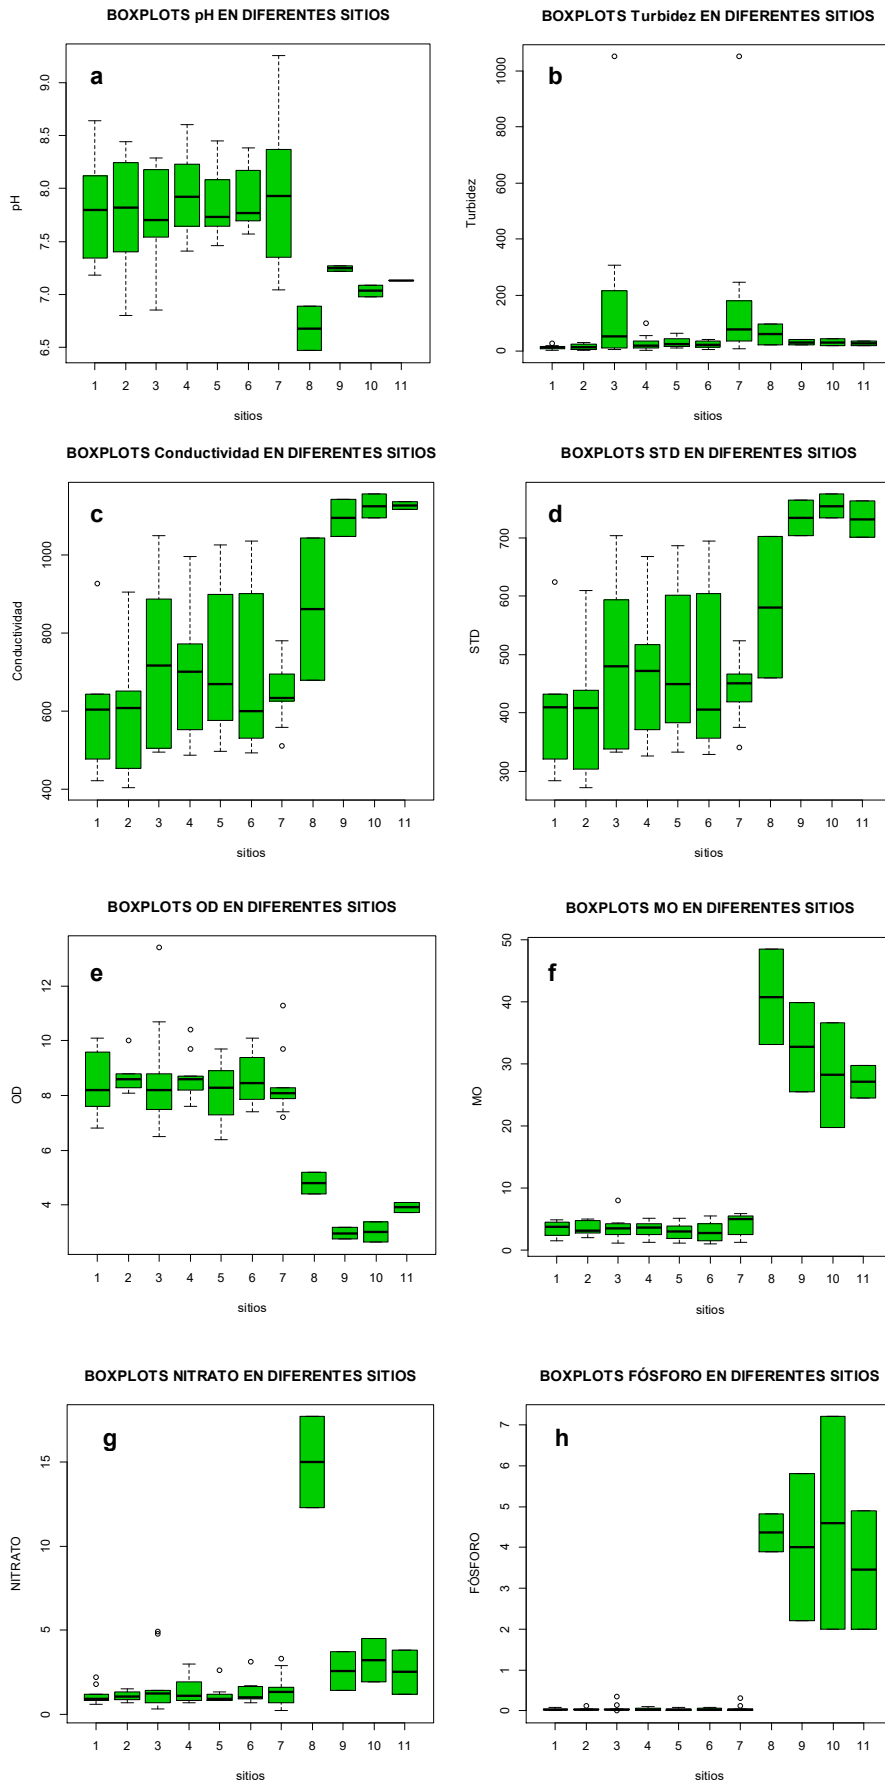 BOXPLOTS pH EN DIFERENTES SITIOS
a
pH
9.0
8.5
8.0
7.5
7.0
6.5
1 2 3 4 5 6 7 8 9 10 11
sitios
BOXPLOTS Turbidez EN DIFERENTES SITIOS
b
Turbidez
1000
800
600
400
200
0
1 2 3 4 5 6 7 8 9 10 11
sitios
BOXPLOTS Conductividad EN DIFERENTES SITIOS
c
Conductividad
1000
800
600
400
1 2 3 4 5 6 7 8 9 10 11
sitios
BOXPLOTS STD EN DIFERENTES SITIOS
d
STD
700
600
500
400
300
1 2 3 4 5 6 7 8 9 10 11
sitios
BOXPLOTS OD EN DIFERENTES SITIOS
e
OD
12
10
8
6
4
1 2 3 4 5 6 7 8 9 10 11
sitios
BOXPLOTS MO EN DIFERENTES SITIOS
f
MO
50
40
30
20
10
0
1 2 3 4 5 6 7 8 9 10 11
sitios
BOXPLOTS NITRATO EN DIFERENTES SITIOS
g
NITRATO
15
10
5
0
1 2 3 4 5 6 7 8 9 10 11
sitios
BOXPLOTS FÓSFORO EN DIFERENTES SITIOS
h
FÓSFORO
7
6
5
4
3
2
1
0
1 2 3 4 5 6 7 8 9 10 11
sitios